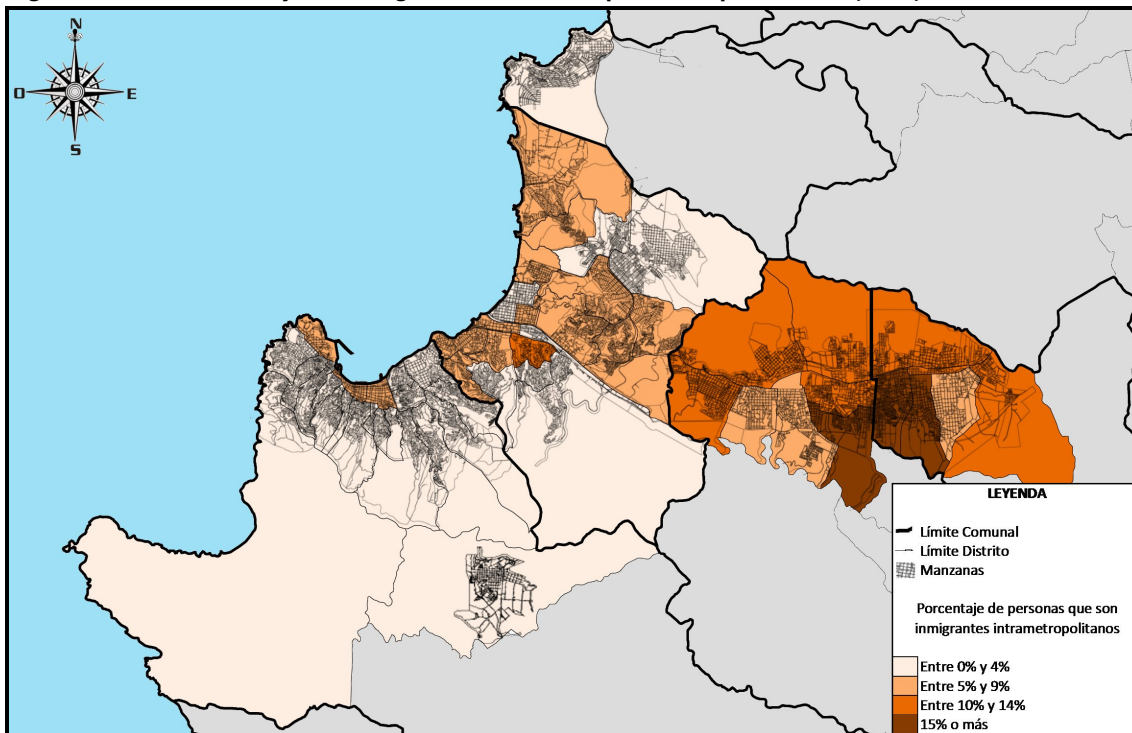 N
O
E
S
LEYENDA
Límite Comunal
Límite Distrito
Manzanas
Porcentaje de personas que son
inmigrantes intrametropolitanos
Entre 0% y 4%
Entre 5% y 9%
Entre 10% y 14%
15% o más